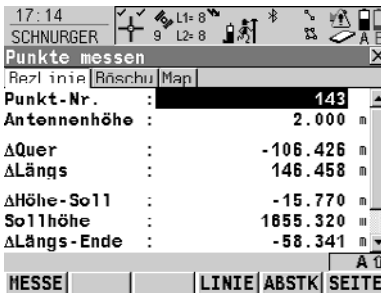 17:14 L1= 8
SCHNURGER 9 L2= 8 A B
Punkte messen X
BezLinie Böschu Map
Punkt-Nr. : 143
Antennenhöhe : 2.000 m
ΔQuer : -106.426 m
ΔLängs : 146.458 m
ΔHöhe-Soll : -15.770 m
Sollhöhe : 1655.320 m
ΔLängs-Ende : -58.341 m
A
MESSE LINIE ABSTK SEITE